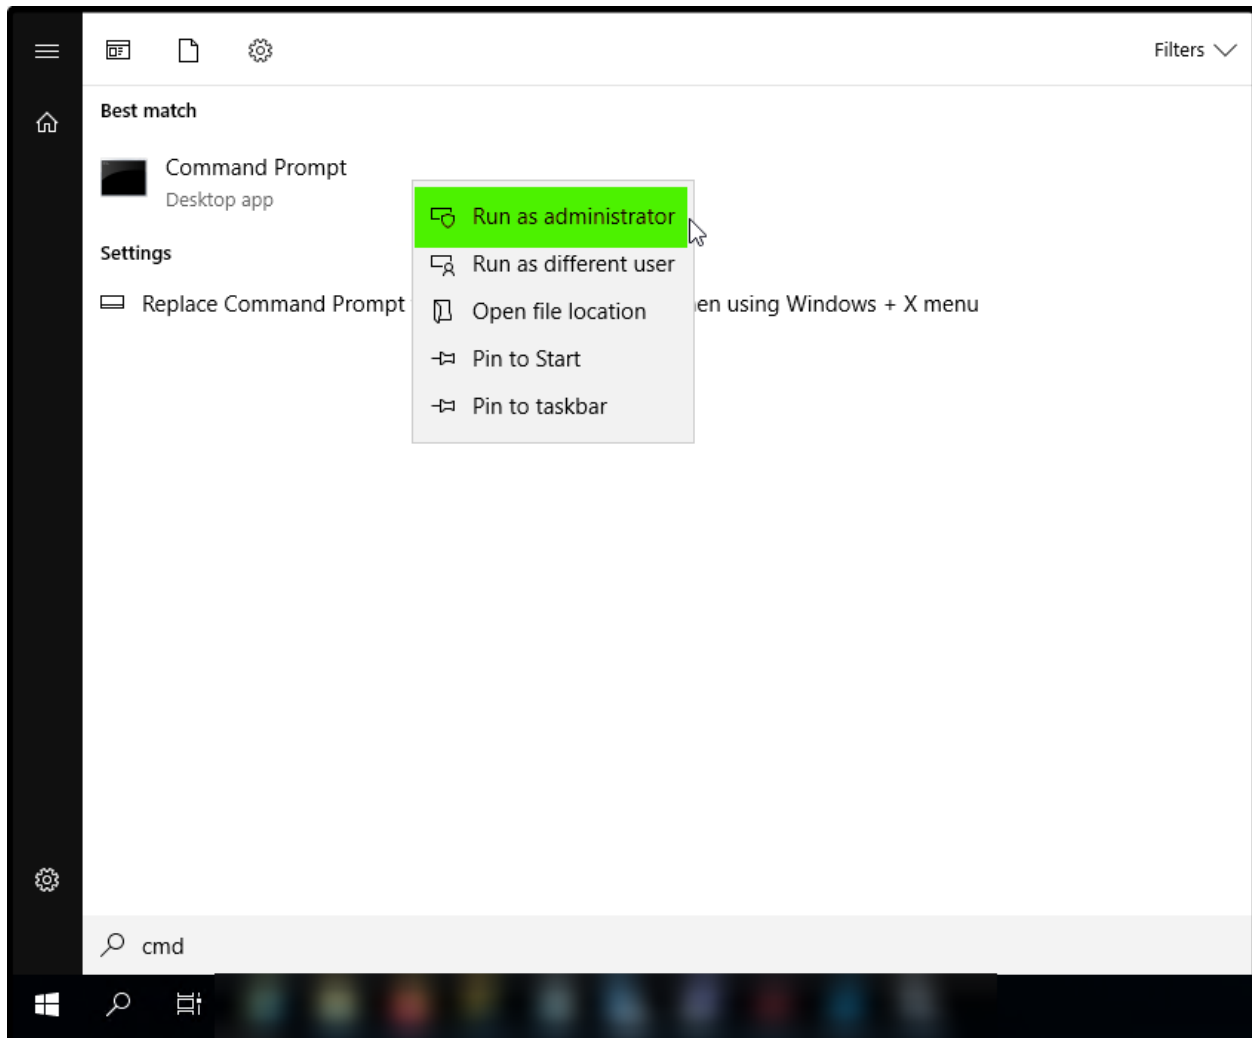 Filters
Best match
Command Prompt
Desktop app
Run as administrator
Settings
Run as different user
Replace Command Prompt
en using Windows + X menu
Open file location
Pin to Start
Pin to taskbar
cmd